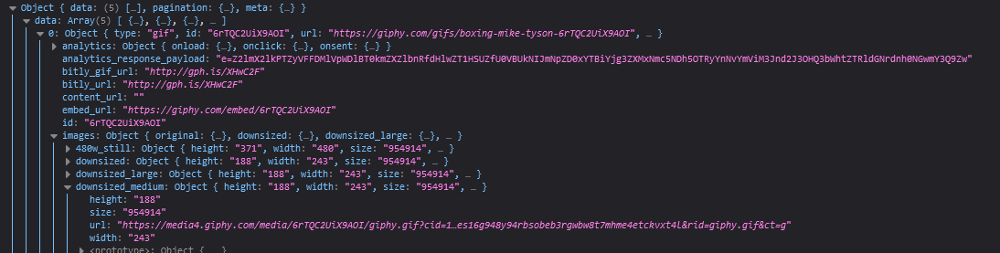 Object { data: (5) […], pagination: {…}, meta: {…} }
data: Array(5) [ {…}, {…}, {…}, … ]
0: Object { type: "gif", id: "6rTQC2UiX9AOI", url: "https://giphy.com/gifs/boxing-mike-tyson-6rTQC2UiX9AOI", … }
analytics: Object { onload: {…}, onclick: {…}, onsent: {…} }
analytics_response_payload:
bitly_gif_url: "http://gph.is/XHwC2F"
bitly_url: "http://gph.is/XHwC2F"
content_url: ""
embed_url: "https://giphy.com/embed/6rTQC2UiX9AOI"
id: "6rTQC2UiX9AOI"
images: Object { original: {…}, downsized: {…}, downsized_large: {…}, … }
480w_still: Object { height: "371", width: "480", size: "954914", … }
downsized: Object { height: "188", width: "243", size: "954914", … }
downsized_large: Object { height: "188", width: "243", size: "954914", … }
downsized_medium: Object { height: "188", width: "243", size: "954914", … }
height: "188"
size: "954914"
url: "https://media4.giphy.com/media/6rTQC2UiX9AOI/giphy.gif?cid=1…es16g948y94rbsobeb3rgwbw8t7mhme4etckvxt4l&rid=giphy.gif&ct=g"
width: "243"
<prototype>: Object { … }